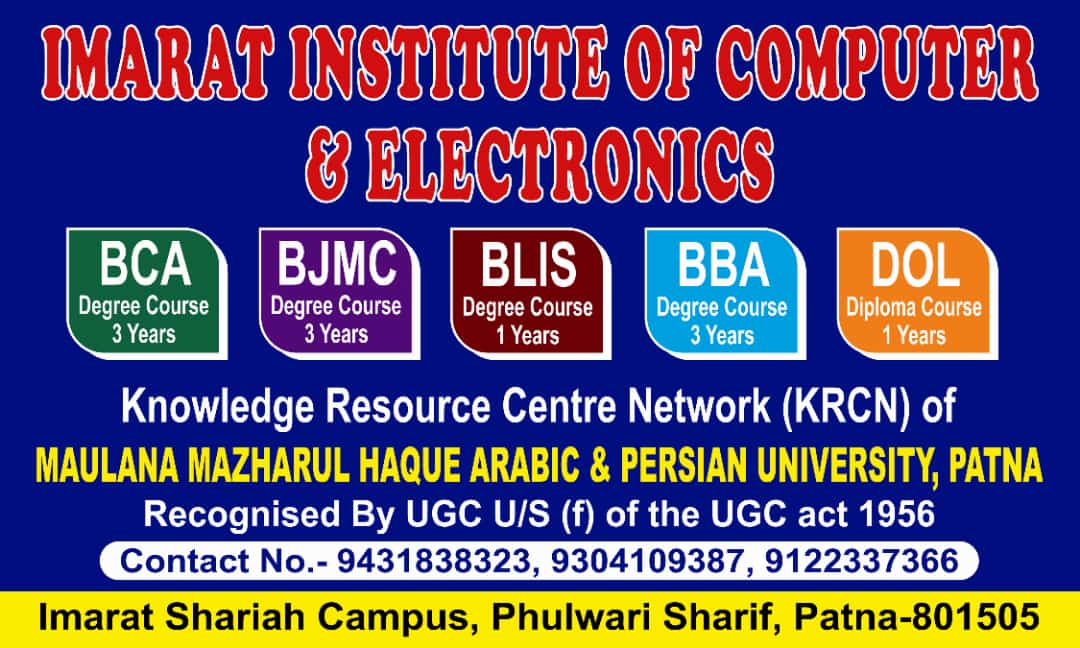 IMARAT INSTITUTE OF COMPUTER
& ELECTRONICS
BCA
Degree Course
3 Years
BJMC
Degree Course
3 Years
BLIS
Degree Course
1 Years
BBA
Degree Course
3 Years
DOL
Diploma Course
1 Years
Knowledge Resource Centre Network (KRCN) of
MAULANA MAZHARUL HAQUE ARABIC & PERSIAN UNIVERSITY, PATNA
Recognised By UGC U/S (f) of the UGC act 1956
Contact No.- 9431838323, 9304109387, 9122337366
Imarat Shariah Campus, Phulwari Sharif, Patna-801505